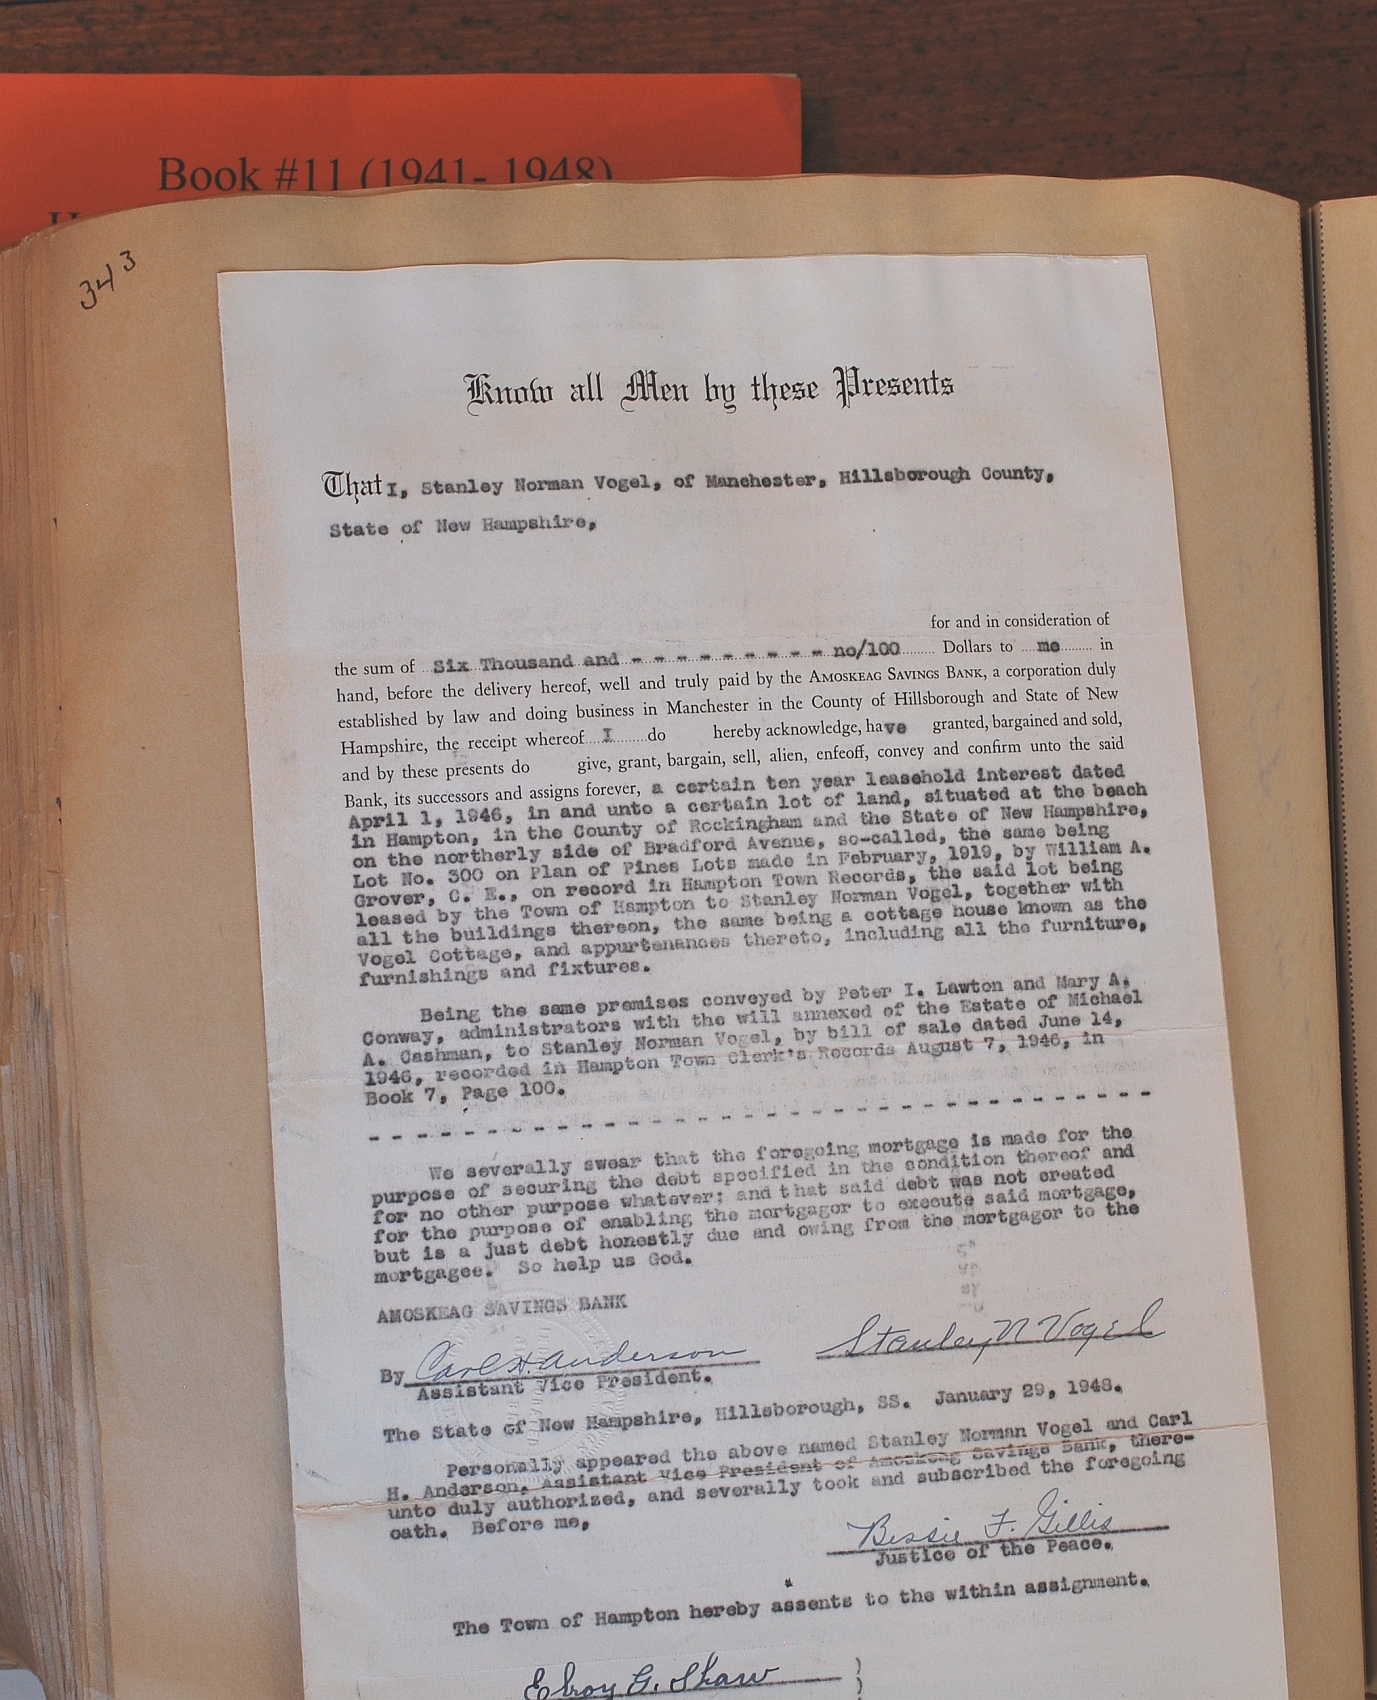 Book #11 (1941- 1948)
343
Know all Men by these Presents
That I, Stanley Norman Vogel, of Manchester, Hillsborough County,
State of New Hampshire,
for and in consideration of
the sum of Six Thousand and - - - - - - - - - no/100 Dollars to me in
hand, before the delivery hereof, well and truly paid by the AMOSKEAG SAVINGS BANK, a corporation duly
established by law and doing business in Manchester in the County of Hillsborough and State of New
Hampshire, the receipt whereof I do hereby acknowledge, have granted, bargained and sold,
and by these presents do give, grant, bargain, sell, alien, enfeoff, convey and confirm unto the said
Bank, its successors and assigns forever, a certain ten year leasehold interest dated
April 1, 1946, in and unto a certain lot of land, situated at the beach
in Hampton, in the County of Rockingham and the State of New Hampshire,
on the northerly side of Bradford Avenue, so-called, the same being
Lot No. 300 on Plan of Pines Lots made in February, 1919, by William A.
Grover, C. E., on record in Hampton Town Records, the said lot being
leased by the Town of Hampton to Stanley Norman Vogel, together with
all the buildings thereon, the same being a cottage house known as the
Vogel Cottage, and appurtenances thereto, including all the furniture,
furnishings and fixtures.
Being the same premises conveyed by Peter I. Lawton and Mary A.
Conway, administrators with the will annexed of the Estate of Michael
A. Cashman, to Stanley Norman Vogel, by bill of sale dated June 14,
1946, recorded in Hampton Town Clerk's Records August 7, 1946, in
Book 7, Page 100.
- - - - - - - - - - - - - - - - - - - - - - - - - - - - - - - - -
We severally swear that the foregoing mortgage is made for the
purpose of securing the debt specified in the condition thereof and
for no other purpose whatever; and that said debt was not created
for the purpose of enabling the mortgagor to execute said mortgage,
but is a just debt honestly due and owing from the mortgagor to the
mortgagee. So help us God.
AMOSKEAG SAVINGS BANK
By Carl H. Anderson Stanley N Vogel
Assistant Vice President.
The State of New Hampshire, Hillsborough, SS. January 29, 1948.
Personally appeared the above named Stanley Norman Vogel and Carl
H. Anderson, Assistant Vice President of Amoskeag Savings Bank, there-
unto duly authorized, and severally took and subscribed the foregoing
oath. Before me,
Bessie F. Gillis
Justice of the Peace.
The Town of Hampton hereby assents to the within assignment.
Elroy G. Shaw }